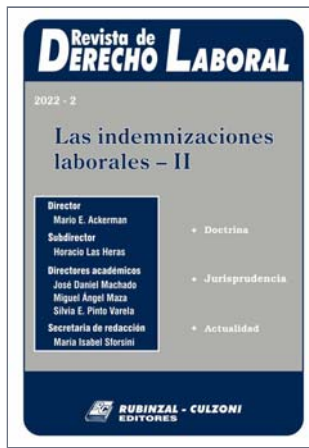 Revista de
DERECHO LABORAL
2022 - 2
Las indemnizaciones
laborales – II
Director
Mario E. Ackerman
Subdirector
Horacio Las Heras
Directores académicos
José Daniel Machado
Miguel Ángel Maza
Silvia E. Pinto Varela
Secretaria de redacción
María Isabel Sforsini
+ Doctrina
+ Jurisprudencia
+ Actualidad
RUBINZAL - CULZONI
EDITORES